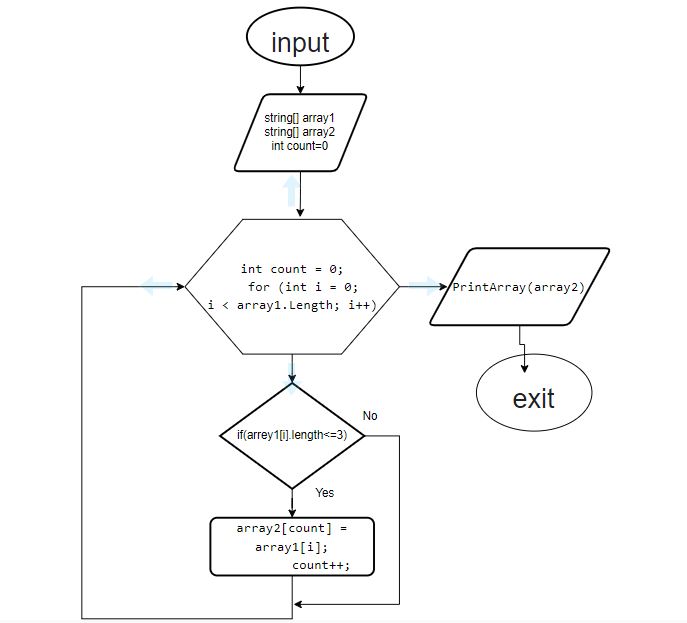 input
string[] array1
string[] array2
int count=0
int count = 0;
for (int i = 0;
i < array1.Length; i++)
PrintArray(array2)
exit
if(arrey1[i].length<=3)
No
Yes
array2[count] =
array1[i];
count++;